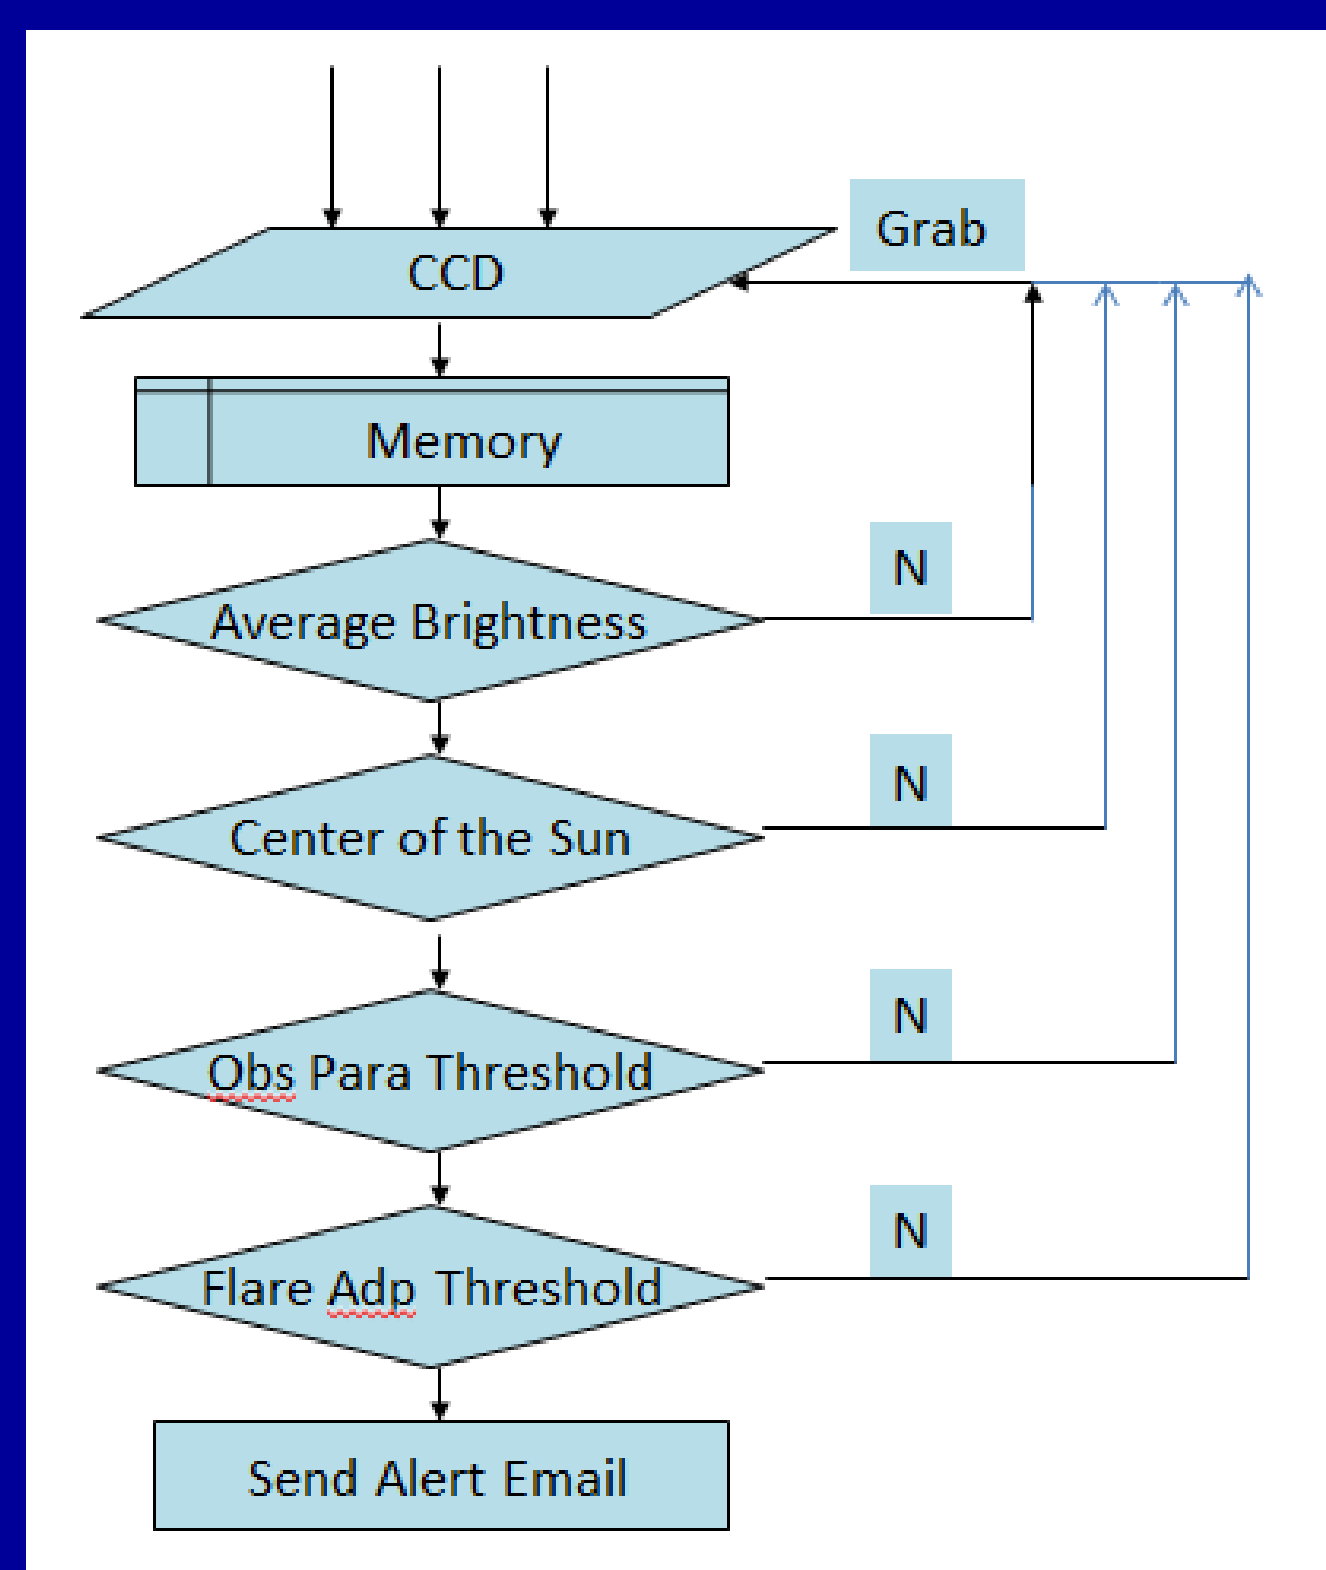 Grab
CCD
Memory
N
Average Brightness
N
Center of the Sun
N
Obs Para Threshold
N
Flare Adp Threshold
Send Alert Email